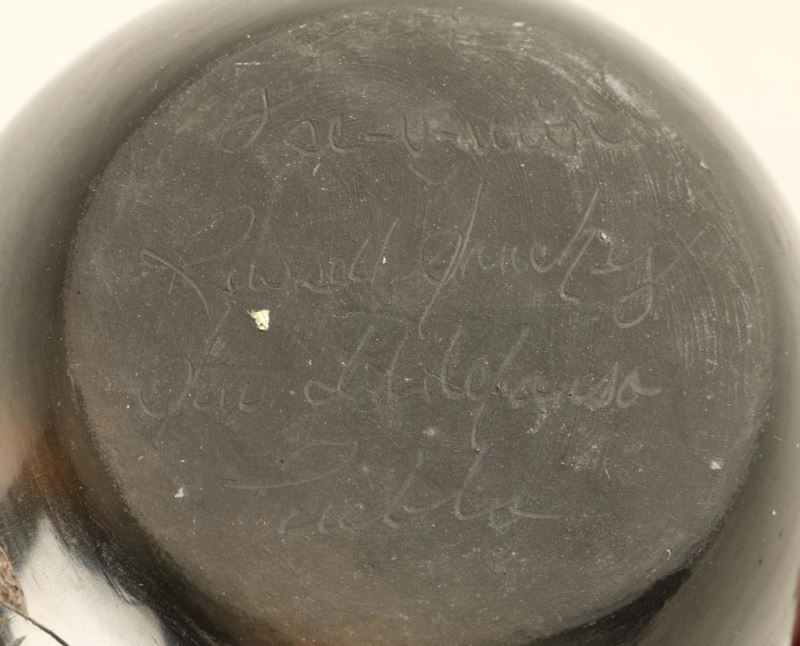 Russell Sanchez
San Ildefonso
Pueblo